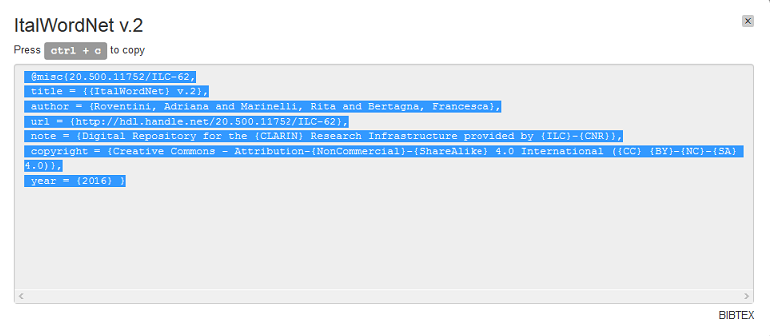 ItalWordNet v.2
×
Press ctrl + c to copy
@misc{20.500.11752/ILC-62,
title = {{ItalWordNet} v.2},
author = {Roventini, Adriana and Marinelli, Rita and Bertagna, Francesca},
url = {http://hdl.handle.net/20.500.11752/ILC-62},
note = {Digital Repository for the {CLARIN} Research Infrastructure provided by {ILC}-{CNR}},
copyright = {Creative Commons - Attribution-{NonCommercial}-{ShareAlike} 4.0 International ({CC} {BY}-{NC}-{SA}
4.0)},
year = {2016} }
BIBTEX